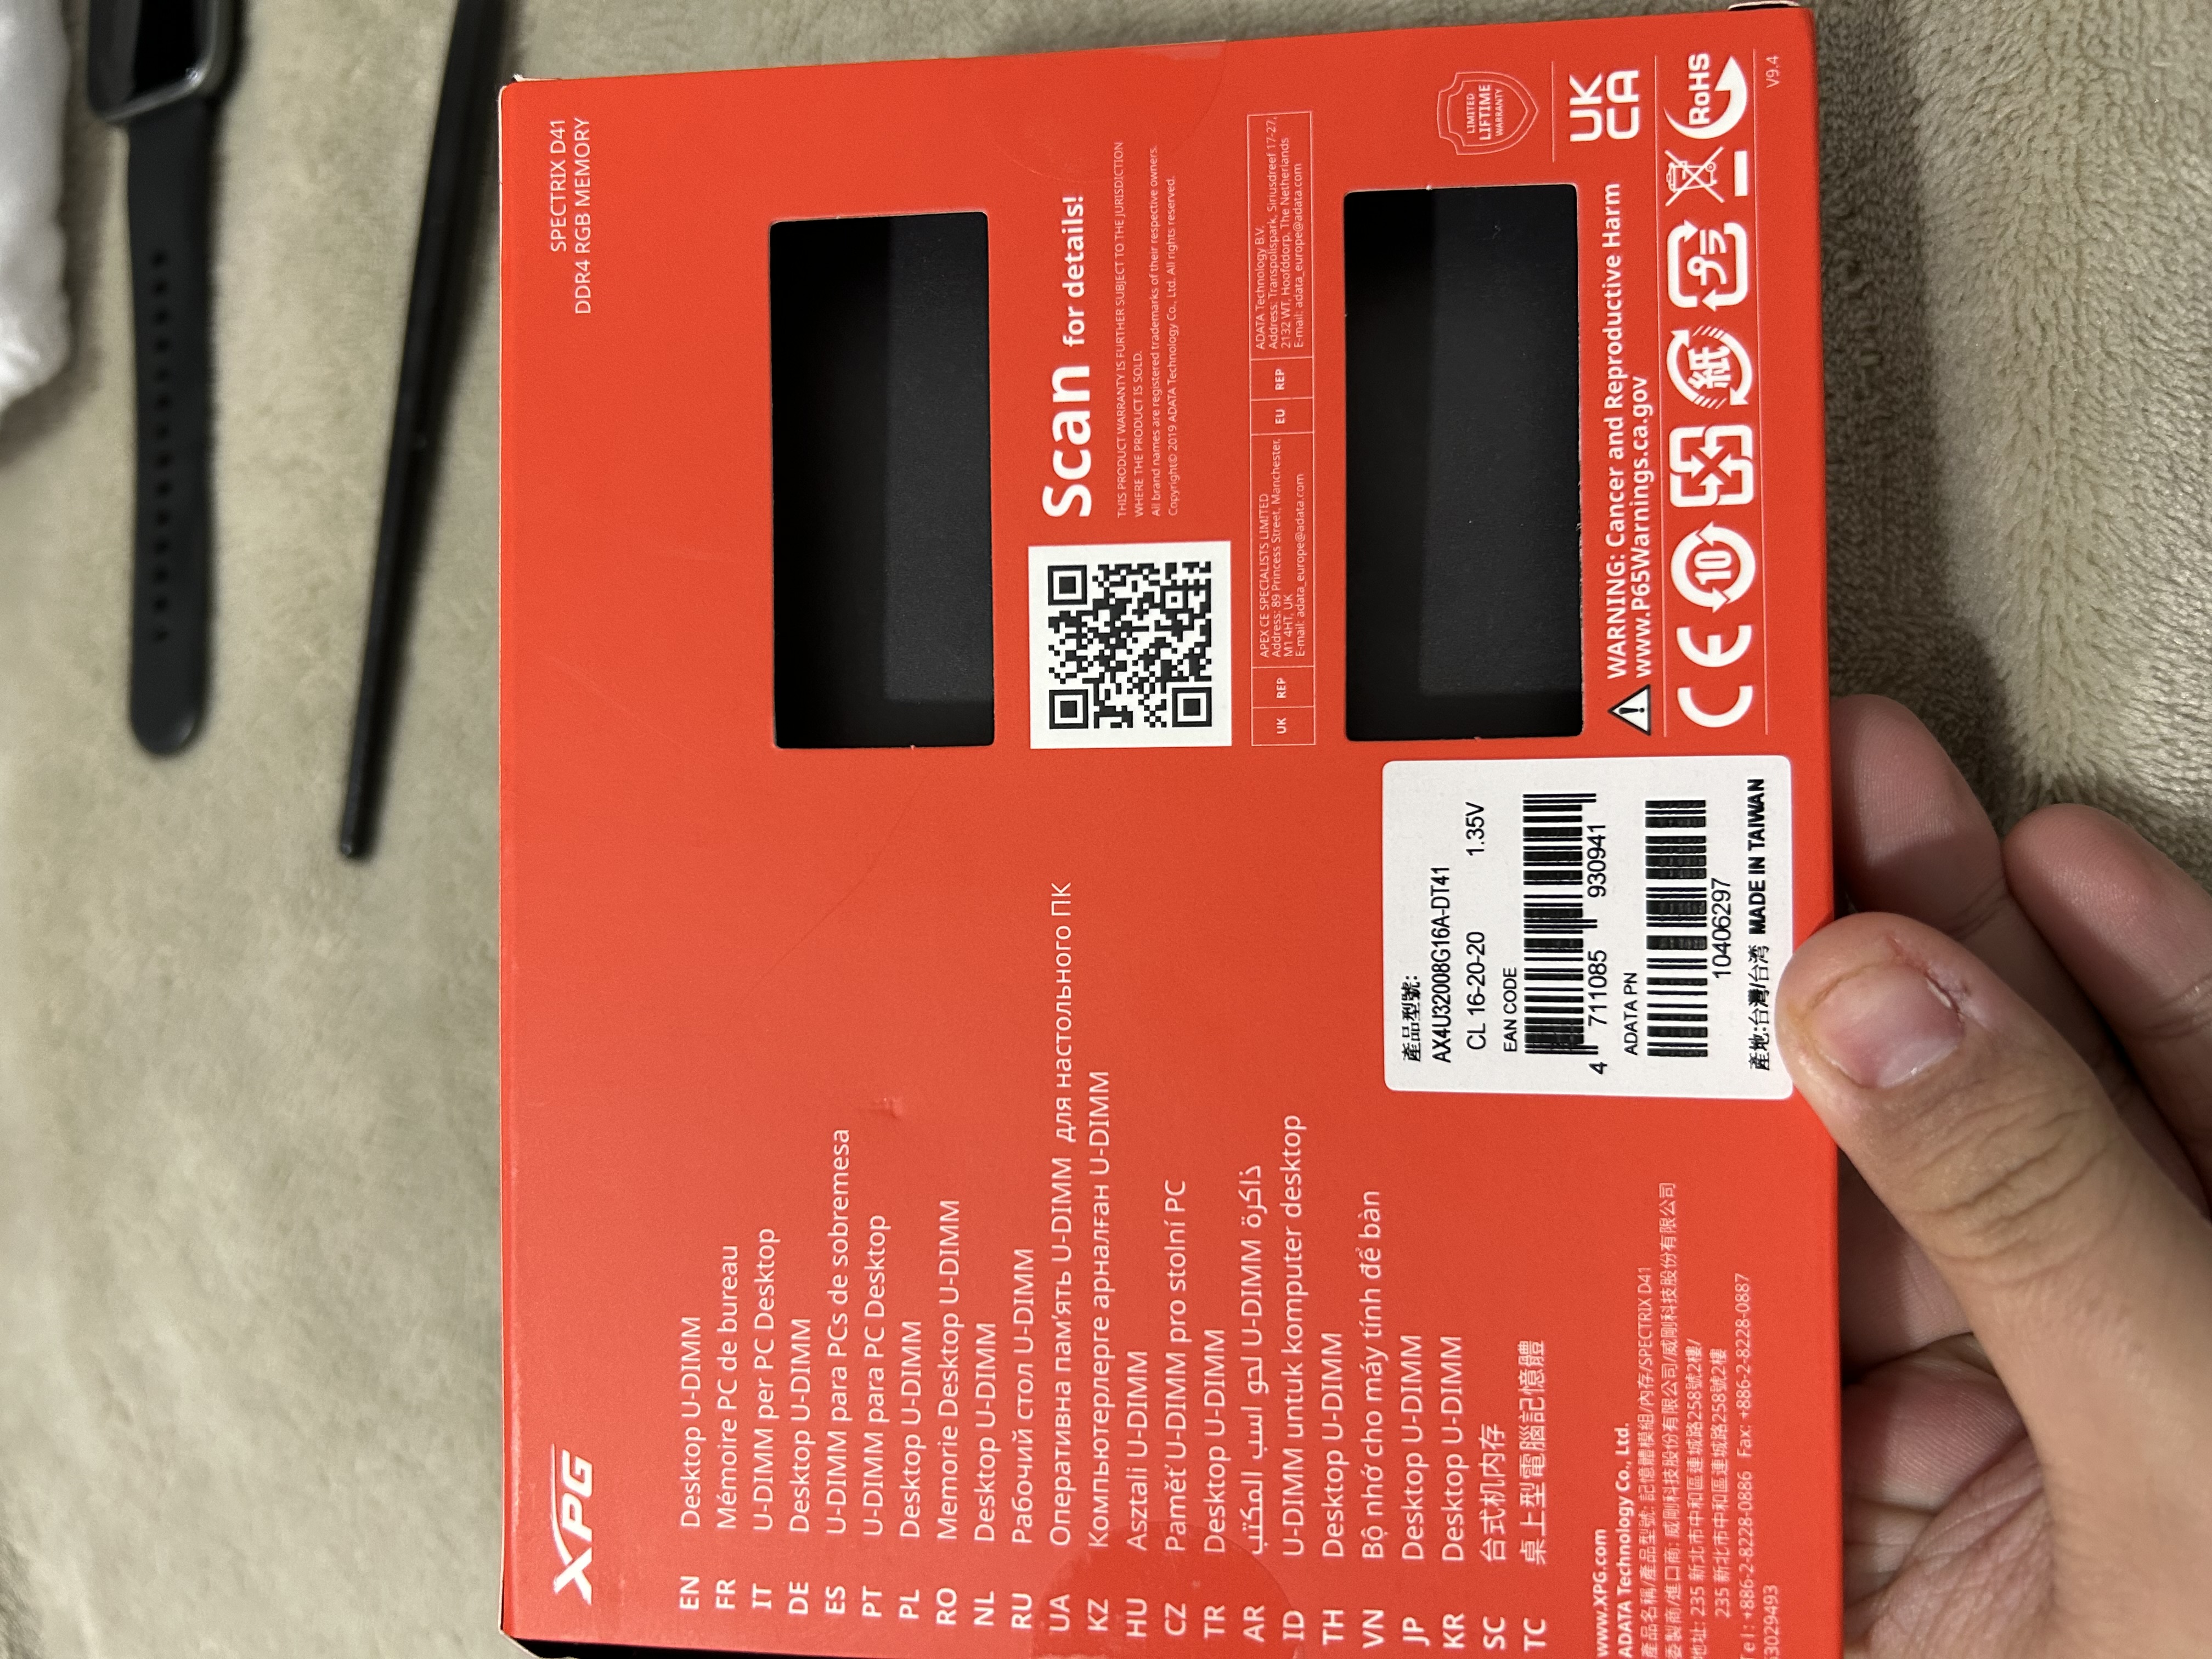 XPG
SPECTRIX D41
DDR4 RGB MEMORY
EN Desktop U-DIMM
FR Mémoire PC de bureau
IT U-DIMM per PC Desktop
DE Desktop U-DIMM
ES U-DIMM para PCs de sobremesa
PT U-DIMM para PC Desktop
PL Desktop U-DIMM
RO Memorie Desktop U-DIMM
NL Desktop U-DIMM
RU Рабочий стол U-DIMM
UA Оперативна пам'ять U-DIMM для настольного ПК
KZ Компьютерлерге арналған U-DIMM
HU Asztali U-DIMM
CZ Paměť U-DIMM pro stolní PC
TR Desktop U-DIMM
AR ذاكرة U-DIMM لحو اسب المكتب
ID U-DIMM untuk komputer desktop
TH Desktop U-DIMM
VN Bộ nhớ cho máy tính để bàn
JP Desktop U-DIMM
KR Desktop U-DIMM
SC 台式机内存
TC 桌上型電腦記憶體
www.XPG.com
ADATA Technology Co., Ltd.
產品名稱/產品型號: 記憶體模組/內存/SPECTRIX D41
委製商/進口商: 威剛科技股份有限公司/威剛科技股份有限公司
地址: 235 新北市中和區連城路258號2樓/
235 新北市中和區連城路258號2樓
Tel: +886-2-8228-0886 Fax: +886-2-8228-0887
53029493
產品型號:
AX4U32008G16A-DT41
CL 16-20-20 1.35V
EAN CODE
4 711085 930941
ADATA PN
10406297
產地:台灣/台湾 MADE IN TAIWAN
Scan for details!
THIS PRODUCT WARRANTY IS FURTHER SUBJECT TO THE JURISDICTION
WHERE THE PRODUCT IS SOLD.
All brand names are registered trademarks of their respective owners.
Copyright© 2019 ADATA Technology Co., Ltd. All rights reserved.
UK REP
APEX CE SPECIALISTS LIMITED
Address: 89 Princess Street, Manchester,
M1 4HT, UK
E-mail: adata_europe@adata.com
EU REP
ADATA Technology B.V.
Address: Transpolispark, Siriusdreef 17-27,
2132 WT, Hoofddorp, The Netherlands
E-mail: adata_europe@adata.com
LIMITED
LIFETIME
WARRANTY
UK
CA
WARNING: Cancer and Reproductive Harm
www.P65Warnings.ca.gov
CE 10 紙 プラ RoHS
V9.4